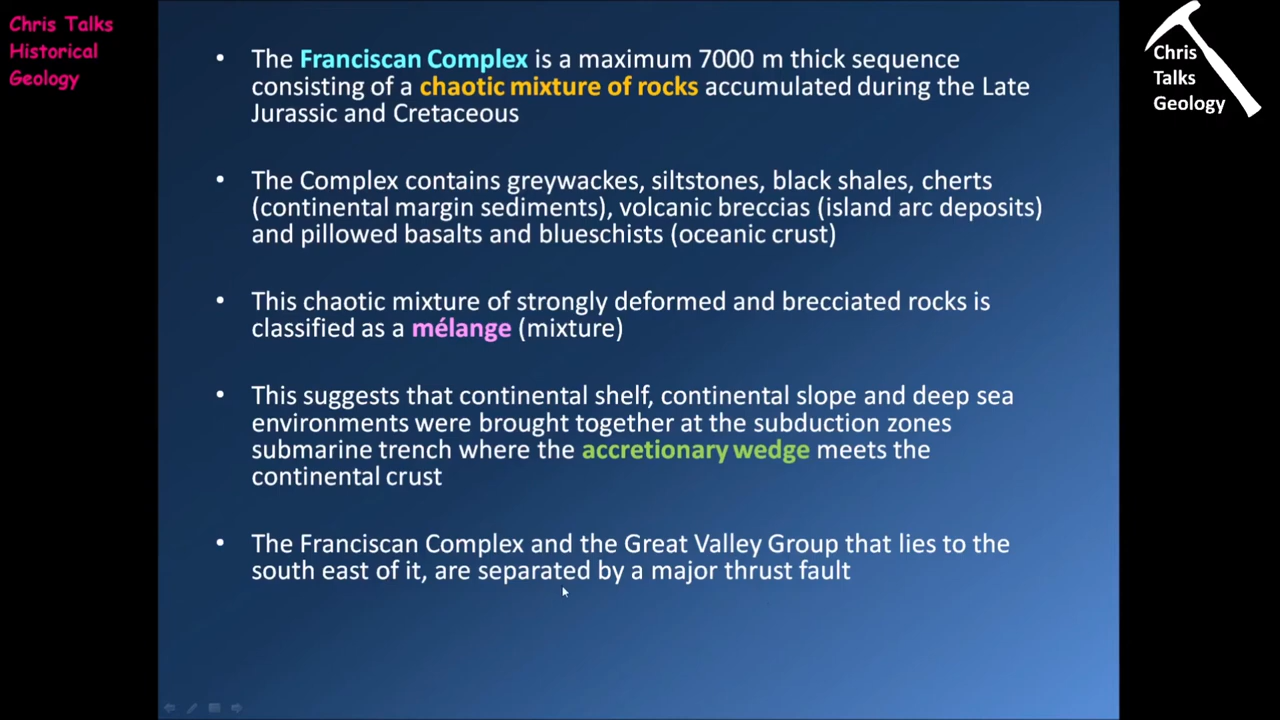 Chris Talks
Historical
Geology
Chris
Talks
Geology
• The Franciscan Complex is a maximum 7000 m thick sequence
consisting of a chaotic mixture of rocks accumulated during the Late
Jurassic and Cretaceous
• The Complex contains greywackes, siltstones, black shales, cherts
(continental margin sediments), volcanic breccias (island arc deposits)
and pillowed basalts and blueschists (oceanic crust)
• This chaotic mixture of strongly deformed and brecciated rocks is
classified as a mélange (mixture)
• This suggests that continental shelf, continental slope and deep sea
environments were brought together at the subduction zones
submarine trench where the accretionary wedge meets the
continental crust
• The Franciscan Complex and the Great Valley Group that lies to the
south east of it, are separated by a major thrust fault